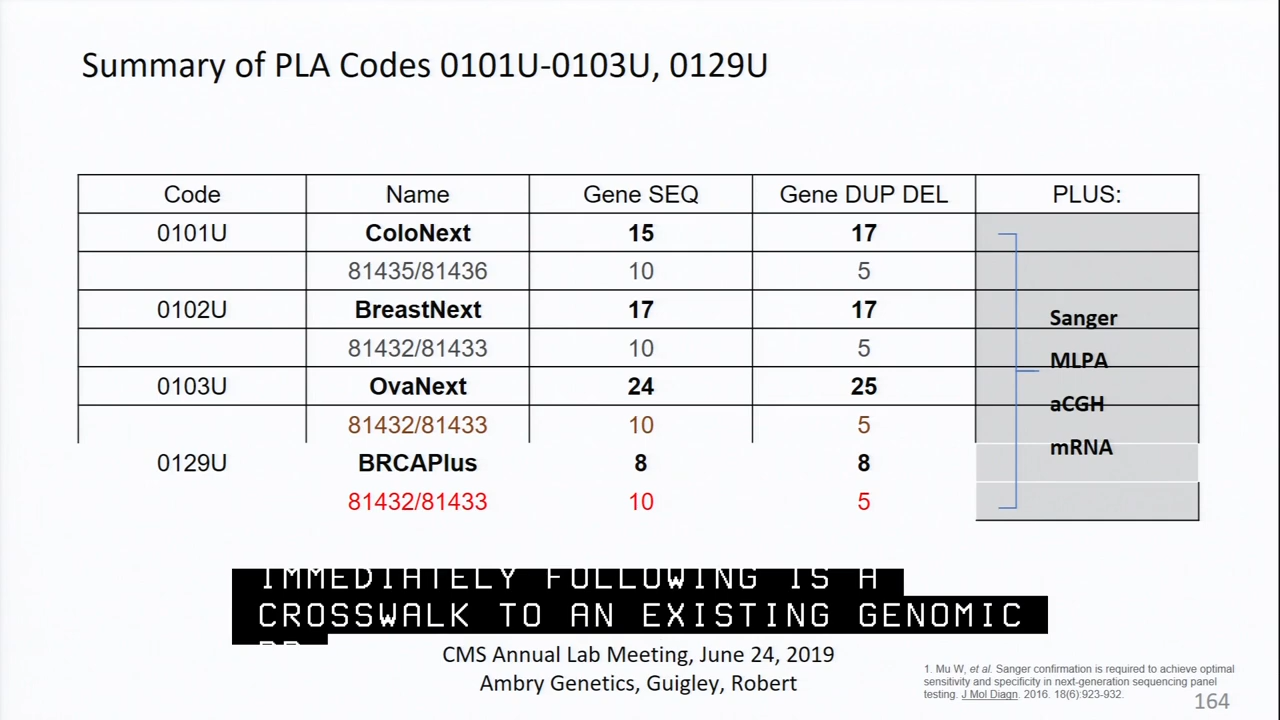 Summary of PLA Codes 0101U-0103U, 0129U
Code Name Gene SEQ Gene DUP DEL PLUS:
0101U ColoNext 15 17
81435/81436 10 5
0102U BreastNext 17 17
Sanger
81432/81433 10 5
MLPA
0103U OvaNext 24 25
aCGH
81432/81433 10 5
mRNA
0129U BRCAPlus 8 8
81432/81433 10 5
IMMEDIATELY FOLLOWING IS A
CROSSWALK TO AN EXISTING GENOMIC
CMS Annual Lab Meeting, June 24, 2019
Ambry Genetics, Guigley, Robert
1. Mu W, et al. Sanger confirmation is required to achieve optimal
sensitivity and specificity in next-generation sequencing panel
testing. J Mol Diagn. 2016. 18(6):923-932.
164